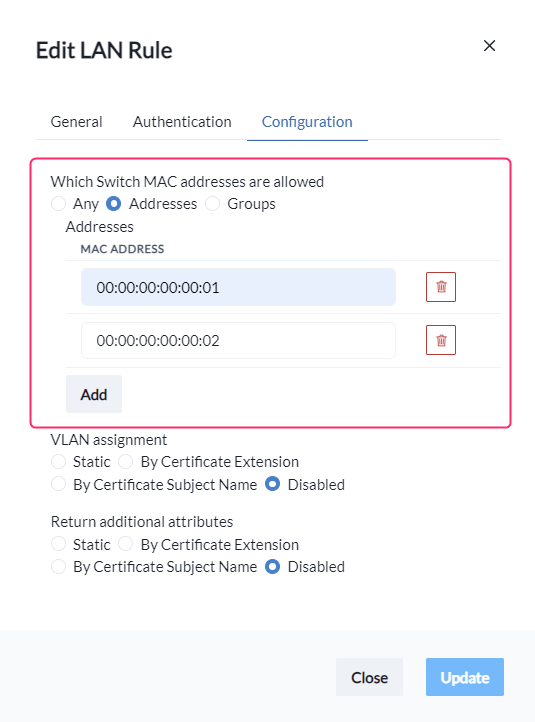 Edit LAN Rule
General Authentication Configuration
Which Switch MAC addresses are allowed
Any Addresses Groups
Addresses
MAC ADDRESS
00:00:00:00:00:01
00:00:00:00:00:02
Add
VLAN assignment
Static By Certificate Extension
By Certificate Subject Name Disabled
Return additional attributes
Static By Certificate Extension
By Certificate Subject Name Disabled
Close Update